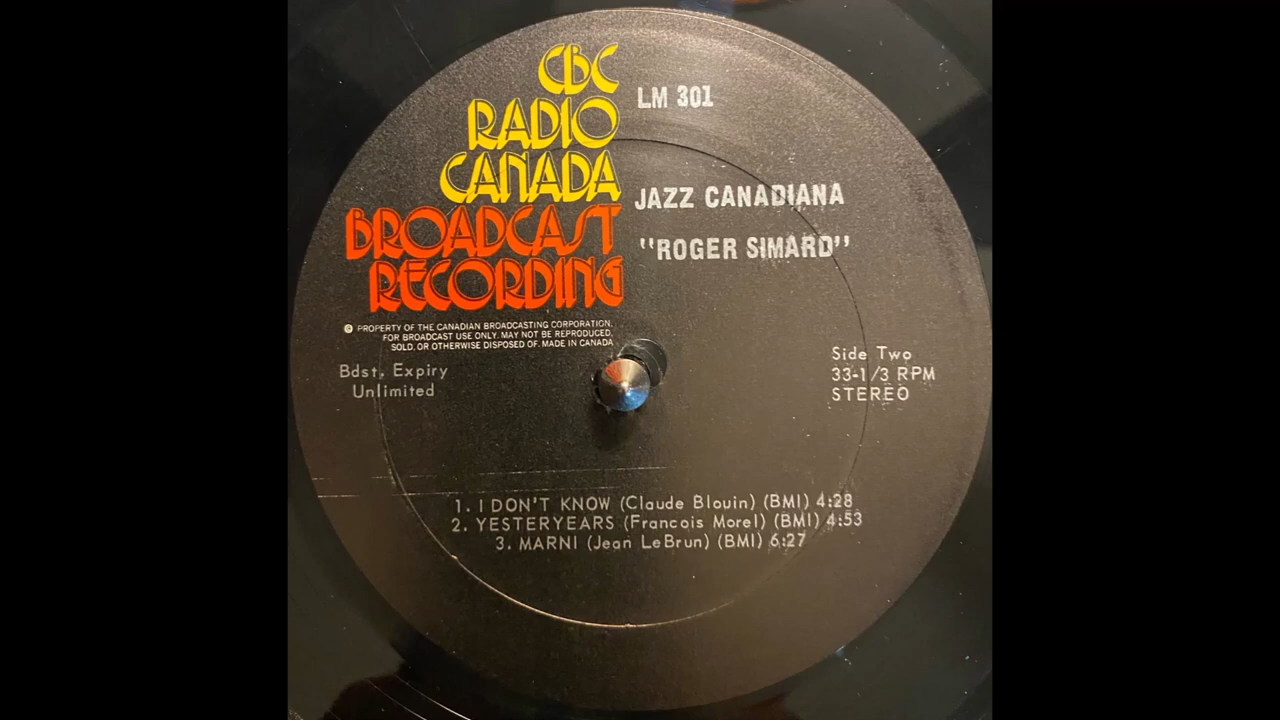 CBC
RADIO
CANADA
BROADCAST
RECORDING
LM 301
JAZZ CANADIANA
"ROGER SIMARD"
© PROPERTY OF THE CANADIAN BROADCASTING CORPORATION.
FOR BROADCAST USE ONLY. MAY NOT BE REPRODUCED,
SOLD, OR OTHERWISE DISPOSED OF. MADE IN CANADA
Bdst. Expiry
Unlimited
Side Two
33-1/3 RPM
STEREO
1. I DON'T KNOW (Claude Blouin) (BMI) 4:28
2. YESTERYEARS (Francois Morel) (BMI) 4:53
3. MARNI (Jean LeBrun) (BMI) 6:27